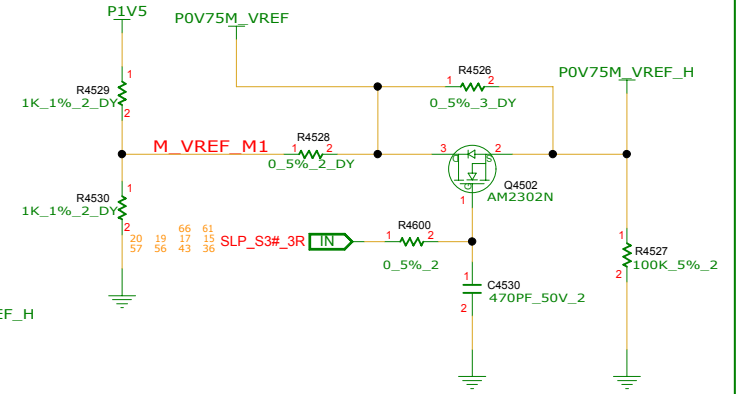 P1V5
P0V75M_VREF
R4526
1 2
0_5%_3_DY
P0V75M_VREF_H
1
R4529
1K_1%_2_DY
2
M_VREF_M1
R4528
1 2
0_5%_2_DY
3 2
D S
G
Q4502
AM2302N
1
1
R4530
1K_1%_2_DY
2
66 61
20 19 17 15
57 56 43 36
SLP_S3#_3R
IN
R4600
1 2
0_5%_2
1
C4530
470PF_50V_2
2
1
R4527
100K_5%_2
2
EF_H